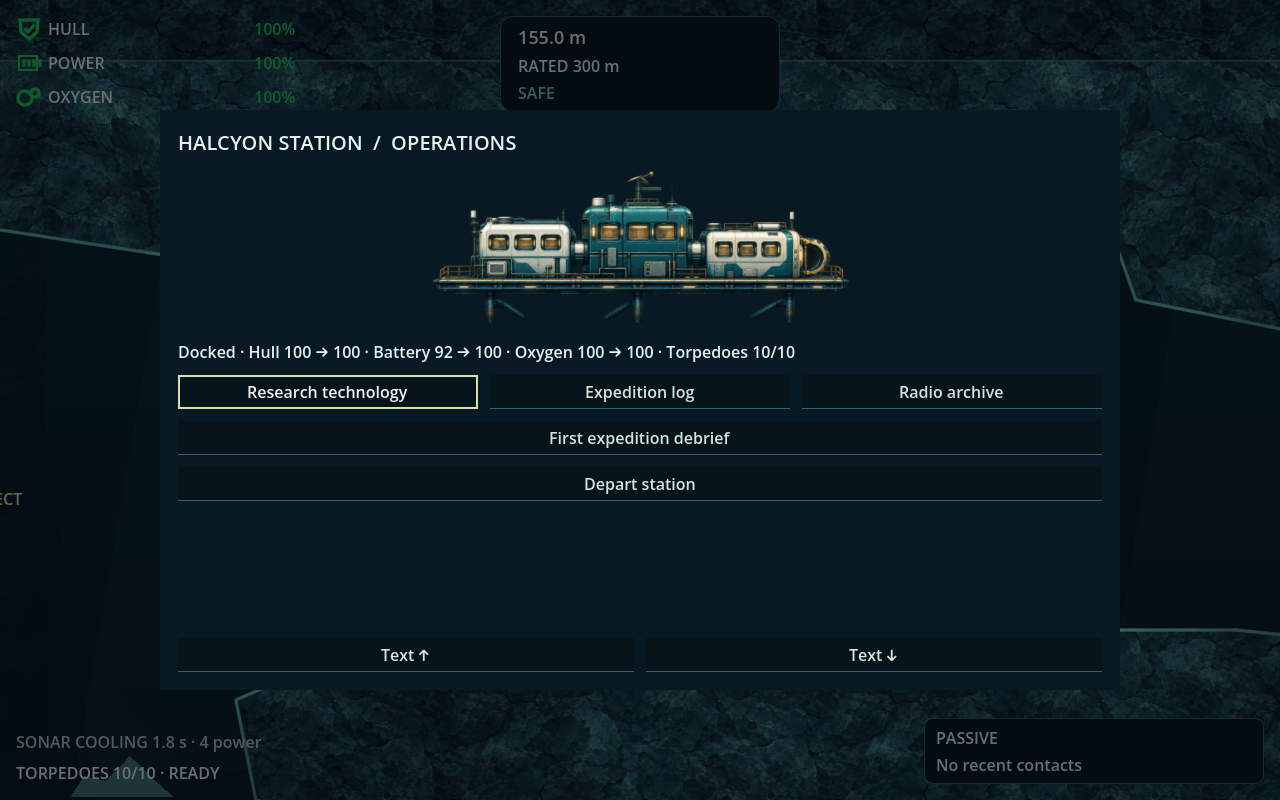 HULL 100%
POWER 100%
OXYGEN 100%
155.0 m
RATED 300 m
SAFE
HALCYON STATION / OPERATIONS
Docked · Hull 100 → 100 · Battery 92 → 100 · Oxygen 100 → 100 · Torpedoes 10/10
Research technology
Expedition log
Radio archive
First expedition debrief
Depart station
ECT
Text ↑
Text ↓
SONAR COOLING 1.8 s · 4 power
TORPEDOES 10/10 · READY
PASSIVE
No recent contacts